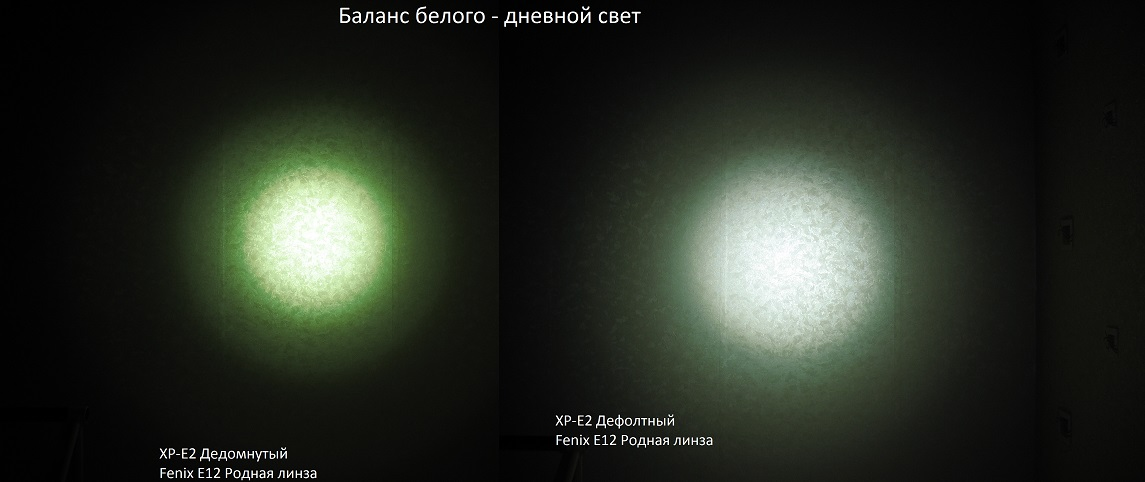 Баланс белого - дневной свет
XP-E2 Дедомнутый
Fenix E12 Родная линза
XP-E2 Дефолтный
Fenix E12 Родная линза